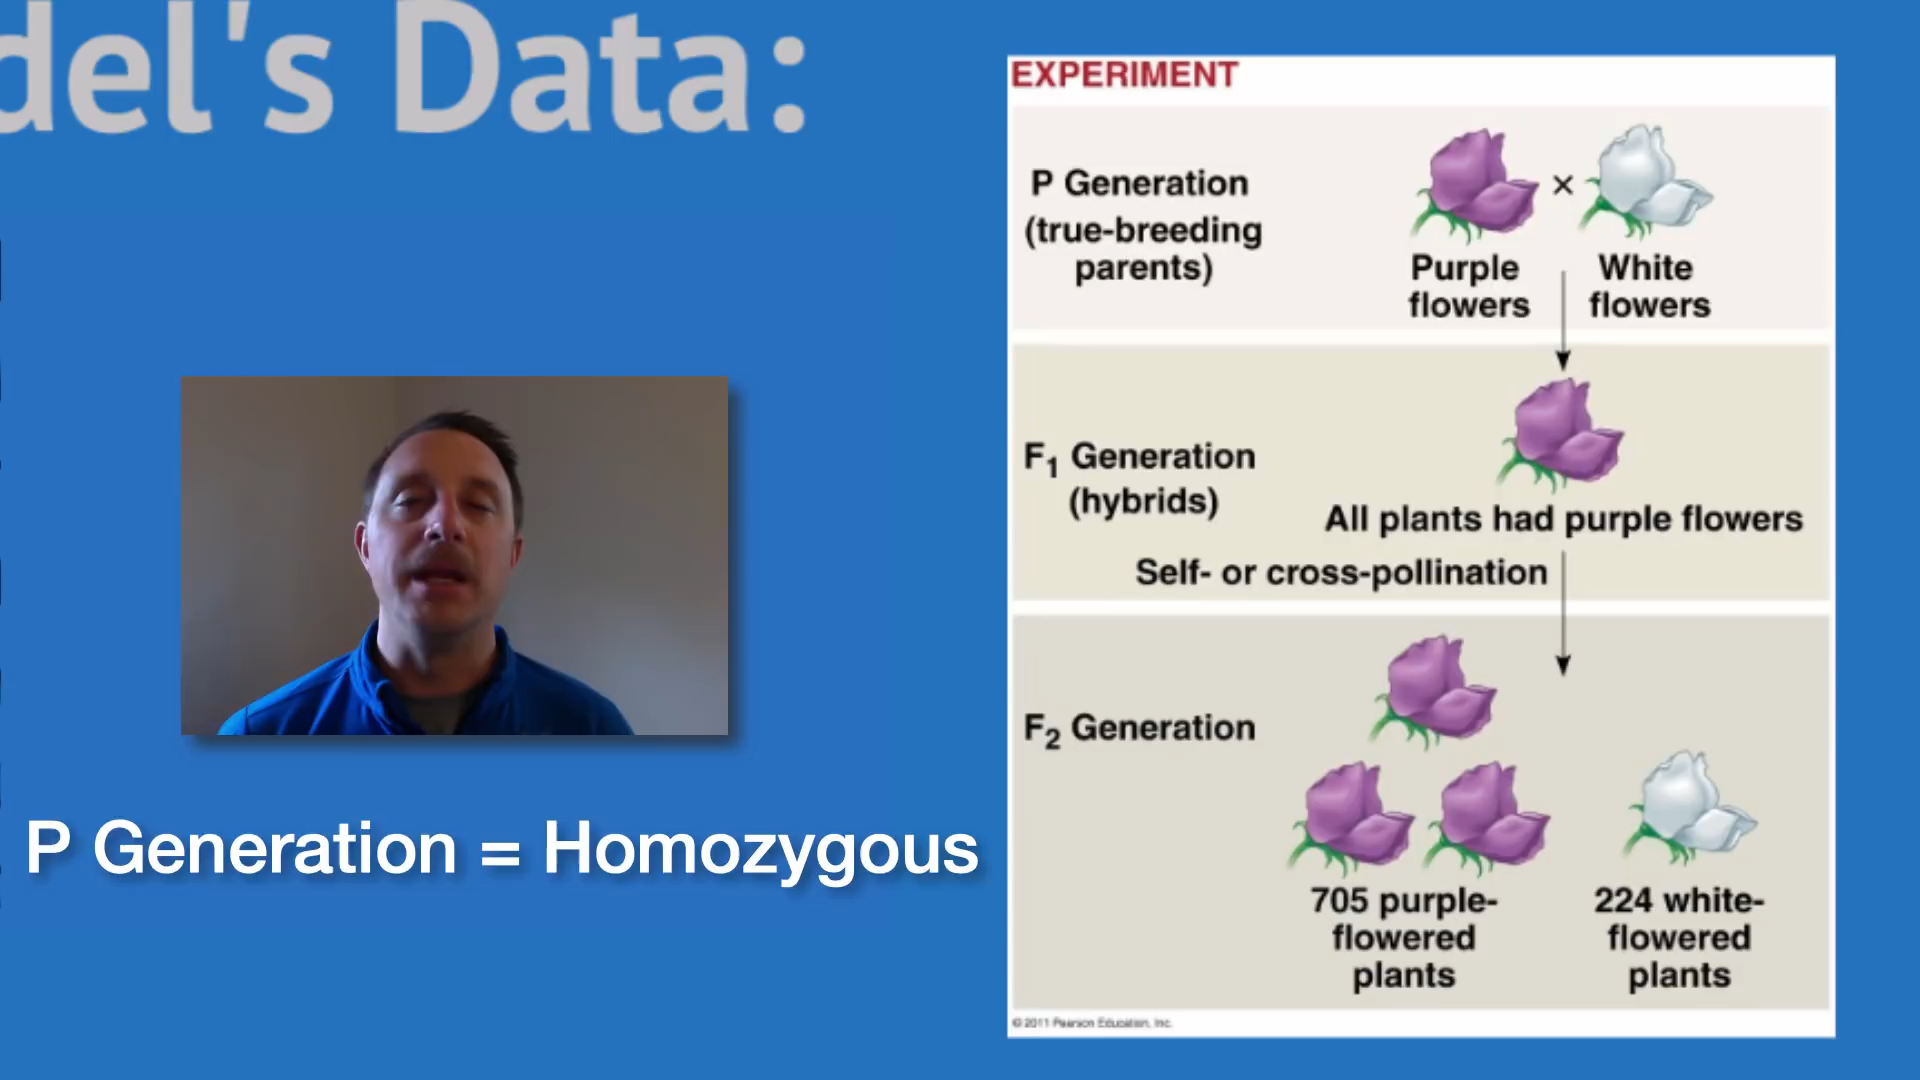 del's Data:
EXPERIMENT
P Generation
(true-breeding
parents)
×
Purple
flowers
White
flowers
F1 Generation
(hybrids)
All plants had purple flowers
Self- or cross-pollination
F2 Generation
705 purple-
flowered
plants
224 white-
flowered
plants
© 2011 Pearson Education, Inc.
P Generation = Homozygous